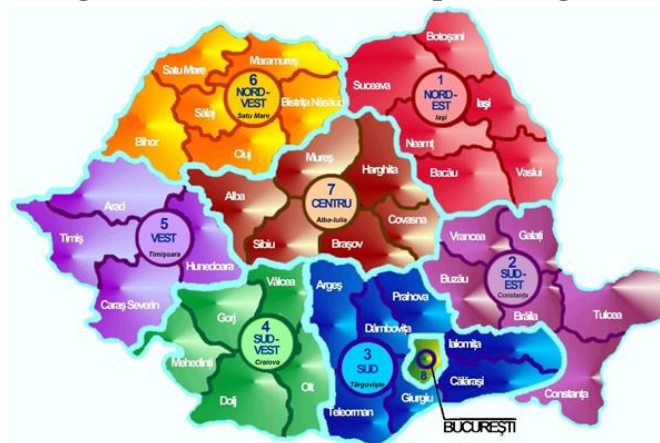 Satu Mare
Maramureș
6
NORD-
VEST
Satu Mare
Sălaj
Bistrița Năsăud
Bihor
Cluj
Botoșani
Suceava
1
NORD-
EST
Iași
Iași
Neamț
Bacău
Vaslui
Mureș
Harghita
Alba
7
CENTRU
Alba-Iulia
Covasna
Sibiu
Brașov
Arad
Timiș
5
VEST
Timișoara
Hunedoara
Caraș Severin
Vrancea
Galați
2
SUD-
EST
Constanța
Buzău
Brăila
Tulcea
Constanța
Vâlcea
Gorj
4
SUD-
VEST
Craiova
Mehedinți
Dolj
Olt
Argeș
Prahova
Dâmbovița
3
SUD
Târgoviște
Ialomița
8
Călărași
Giurgiu
Teleorman
BUCUREȘTI